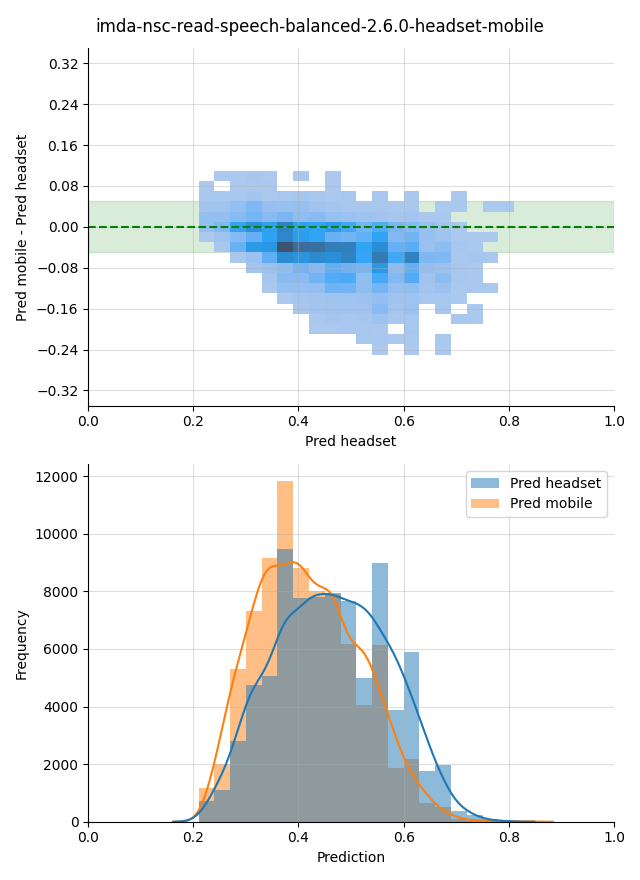 imda-nsc-read-speech-balanced-2.6.0-headset-mobile
0.32
0.24
0.16
0.08
0.00
−0.08
−0.16
−0.24
−0.32
Pred mobile - Pred headset
0.0 0.2 0.4 0.6 0.8 1.0
Pred headset
12000
10000
8000
6000
4000
2000
0
Frequency
Pred headset
Pred mobile
0.0 0.2 0.4 0.6 0.8 1.0
Prediction